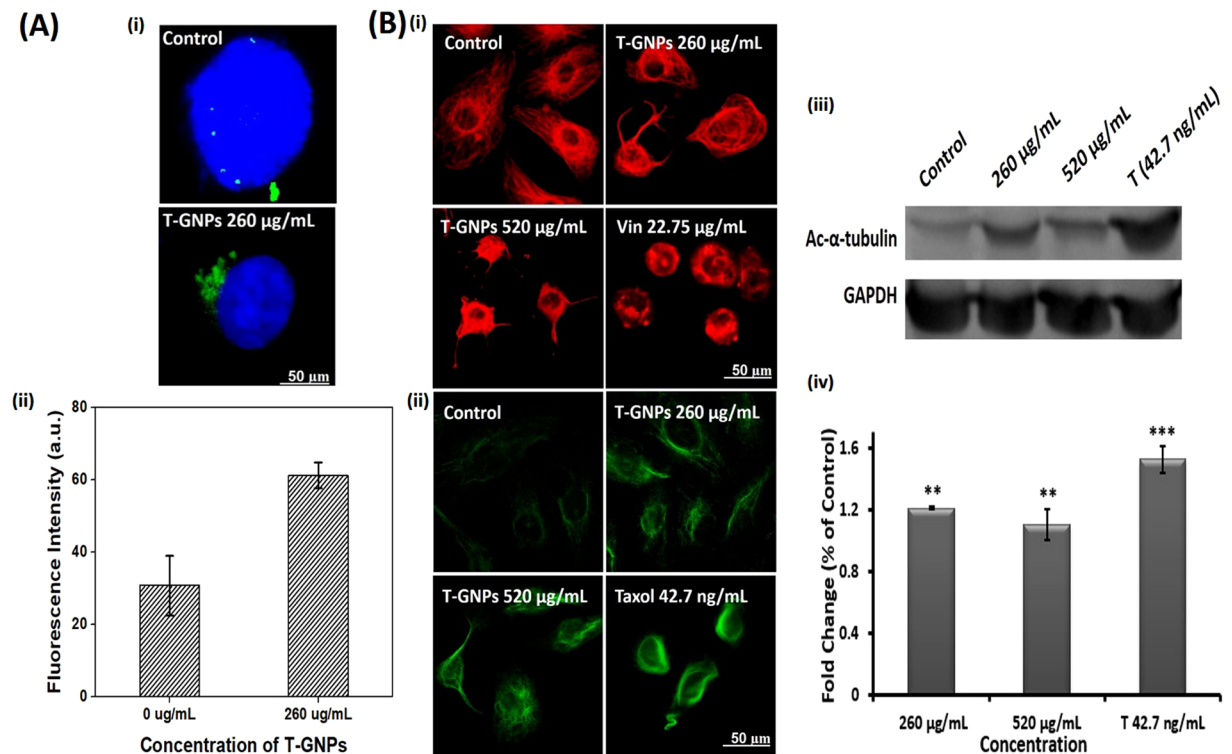 (A)
(i)
Control
T-GNPs 260 µg/mL
50 µm
(ii)
80
60
40
20
0
Fluorescence Intensity (a.u.)
0 ug/mL
260 ug/mL
Concentration of T-GNPs
(B)
(i)
Control
T-GNPs 260 µg/mL
T-GNPs 520 µg/mL
Vin 22.75 µg/mL
50 µm
(ii)
Control
T-GNPs 260 µg/mL
T-GNPs 520 µg/mL
Taxol 42.7 ng/mL
50 µm
(iii)
Control
260 µg/mL
520 µg/mL
T (42.7 ng/mL)
Ac-α-tubulin
GAPDH
(iv)
1.6
1.2
0.8
0.4
0
Fold Change (% of Control)
**
**
***
260 µg/mL
520 µg/mL
T 42.7 ng/mL
Concentration